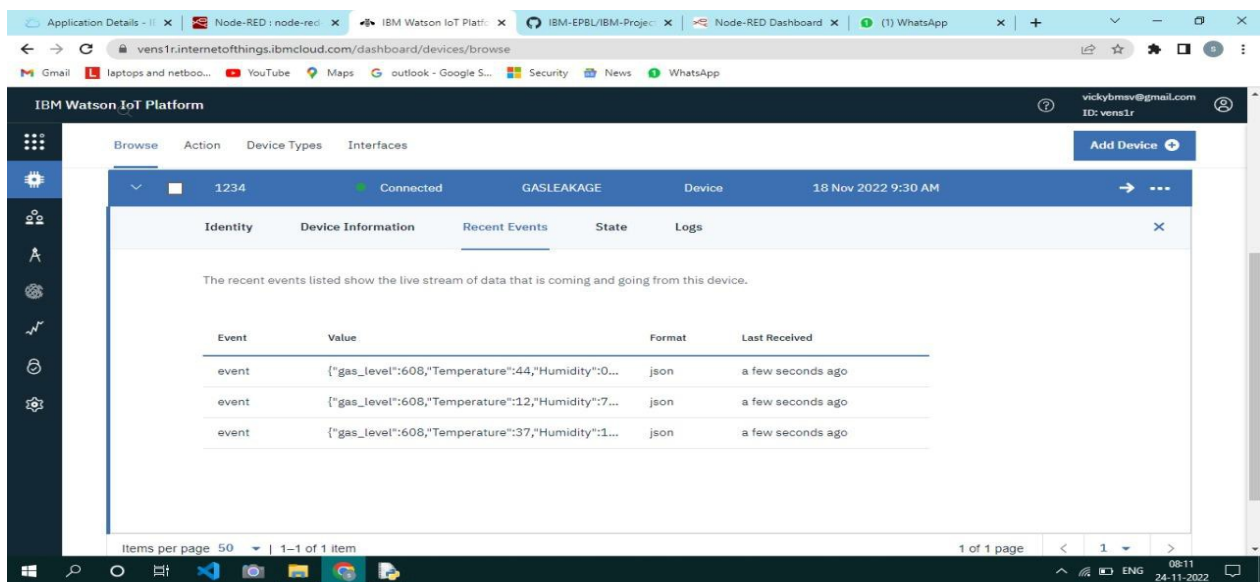 Application Details - I
Node-RED : node-red
IBM Watson IoT Platfo
IBM-EPBL/IBM-Projec
Node-RED Dashboard
(1) WhatsApp
vens1r.internetofthings.ibmcloud.com/dashboard/devices/browse
Gmail laptops and netboo... YouTube Maps outlook - Google S... Security News WhatsApp
IBM Watson IoT Platform
vickybmsv@gmail.com
ID: vens1r
Browse Action Device Types Interfaces Add Device
1234 Connected GASLEAKAGE Device 18 Nov 2022 9:30 AM
Identity Device Information Recent Events State Logs
The recent events listed show the live stream of data that is coming and going from this device.
Event Value Format Last Received
event {"gas_level":608,"Temperature":44,"Humidity":0... json a few seconds ago
event {"gas_level":608,"Temperature":12,"Humidity":7... json a few seconds ago
event {"gas_level":608,"Temperature":37,"Humidity":1... json a few seconds ago
Items per page 50 | 1–1 of 1 item 1 of 1 page < 1 >
ENG 08:11
24-11-2022